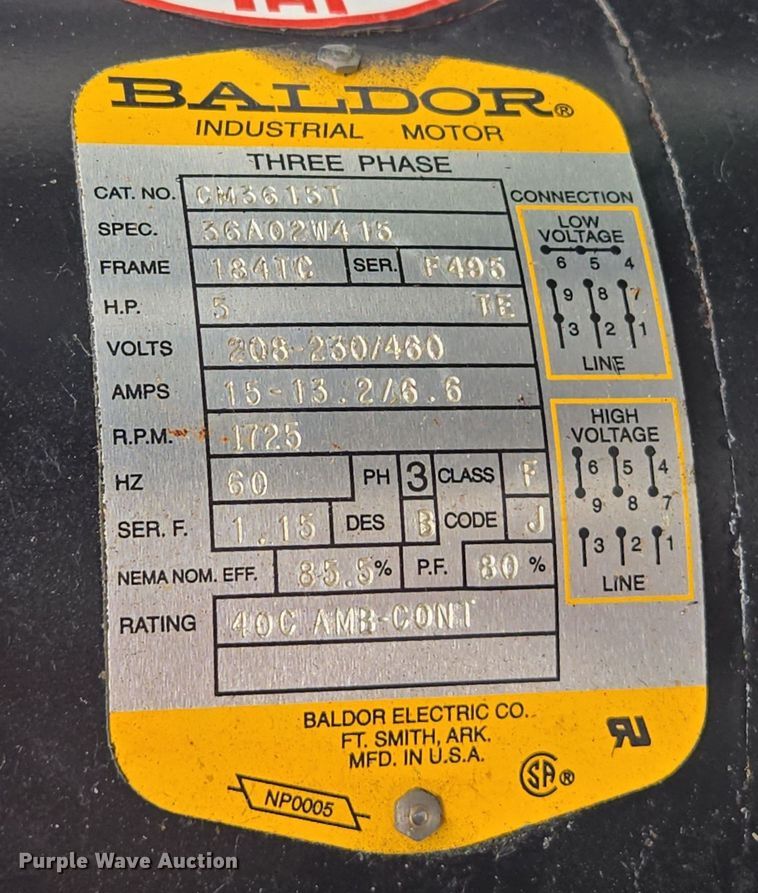 BALDOR®
INDUSTRIAL MOTOR
THREE PHASE
CAT. NO. CM3615T
SPEC. 36A02W415
FRAME 184TC SER. F495
H.P. 5 TE
VOLTS 208-230/460
AMPS 15-13.2/6.6
R.P.M. 1725
HZ 60 PH 3 CLASS F
SER. F. 1.15 DES B CODE J
NEMA NOM. EFF. 85.5% P.F. 80%
RATING 40C AMB-CONT
CONNECTION
LOW
VOLTAGE
6 5 4
9 8 7
3 2 1
LINE
HIGH
VOLTAGE
6 5 4
9 8 7
3 2 1
LINE
BALDOR ELECTRIC CO.
FT. SMITH, ARK.
MFD. IN U.S.A.
NP0005
SA ®
RU
Purple Wave Auction